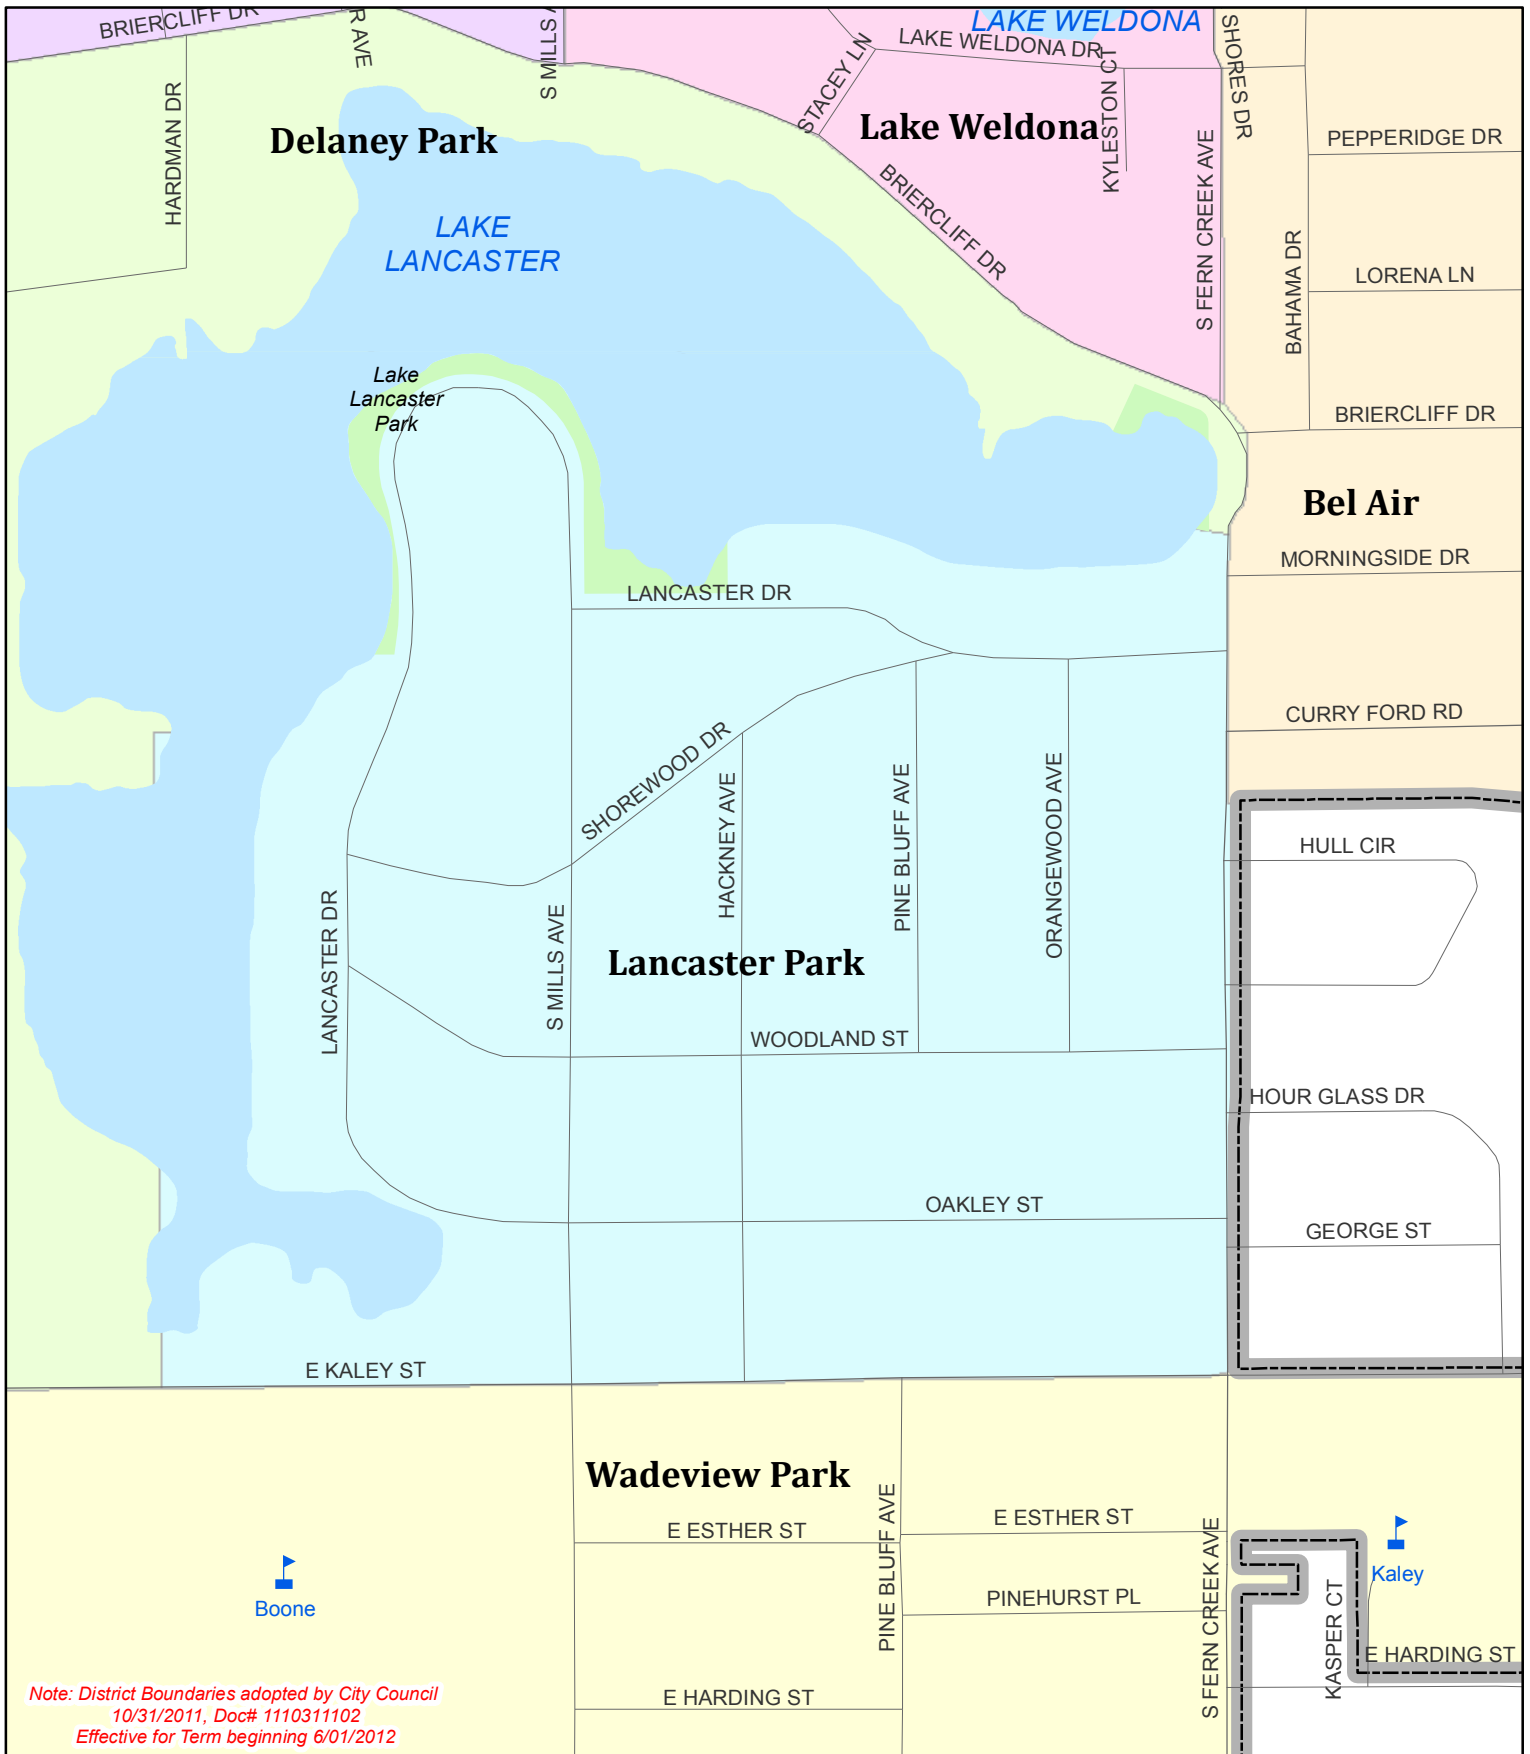 BRIERCLIFF DR
R AVE
S MILLS A
LAKE WELDONA
SHORES DR
LAKE WELDONA DR
STACEY LN
KYLESTON CT
HARDMAN DR
Delaney Park
Lake Weldona
PEPPERIDGE DR
BRIERCLIFF DR
S FERN CREEK AVE
LAKE
LANCASTER
BAHAMA DR
LORENA LN
Lake
Lancaster
Park
BRIERCLIFF DR
Bel Air
MORNINGSIDE DR
LANCASTER DR
CURRY FORD RD
SHOREWOOD DR
HACKNEY AVE
PINE BLUFF AVE
ORANGEWOOD AVE
HULL CIR
LANCASTER DR
S MILLS AVE
Lancaster Park
WOODLAND ST
HOUR GLASS DR
OAKLEY ST
GEORGE ST
E KALEY ST
Wadeview Park
E ESTHER ST
PINE BLUFF AVE
E ESTHER ST
S FERN CREEK AVE
Kaley
Boone
PINEHURST PL
KASPER CT
E HARDING ST
E HARDING ST
Note: District Boundaries adopted by City Council
10/31/2011, Doc# 1110311102
Effective for Term beginning 6/01/2012